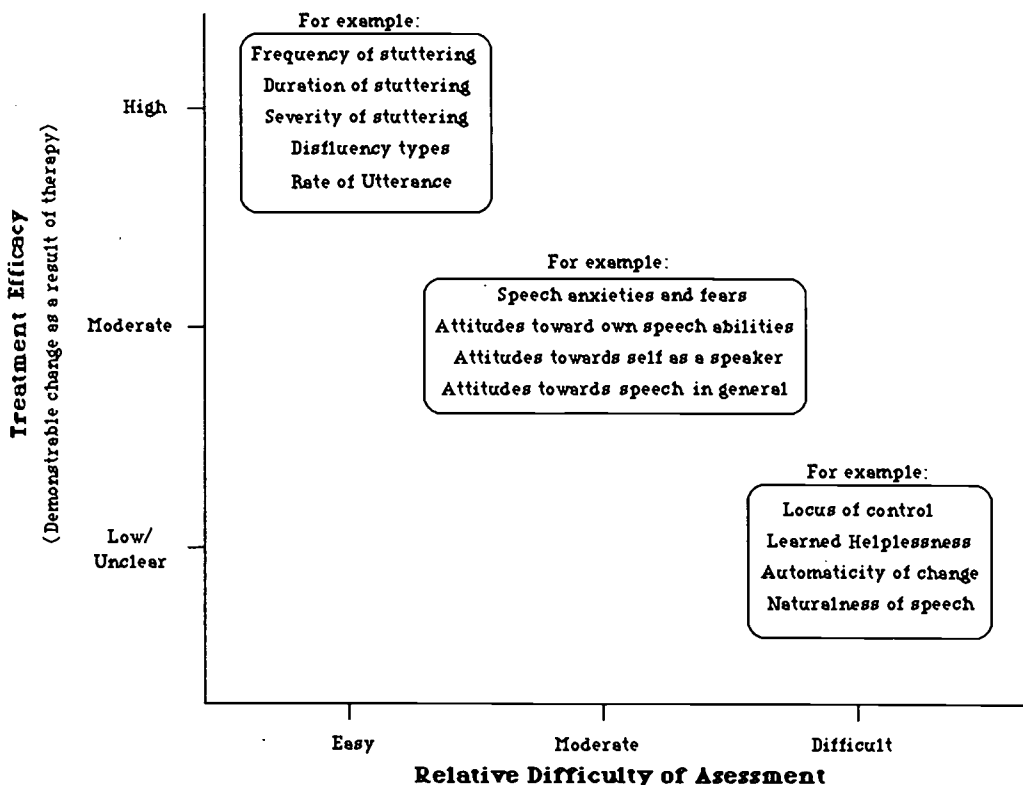 For example:
Frequency of stuttering
Duration of stuttering
Severity of stuttering
Disfluency types
Rate of Utterance
For example:
Speech anxieties and fears
Attitudes toward own speech abilities
Attitudes towards self as a speaker
Attitudes towards speech in general
For example:
Locus of control
Learned Helplessness
Automaticity of change
Naturalness of speech
Treatment Efficacy
(Demonstrable change as a result of therapy)
High
Moderate
Low/
Unclear
Easy
Moderate
Difficult
Relative Difficulty of Asessment